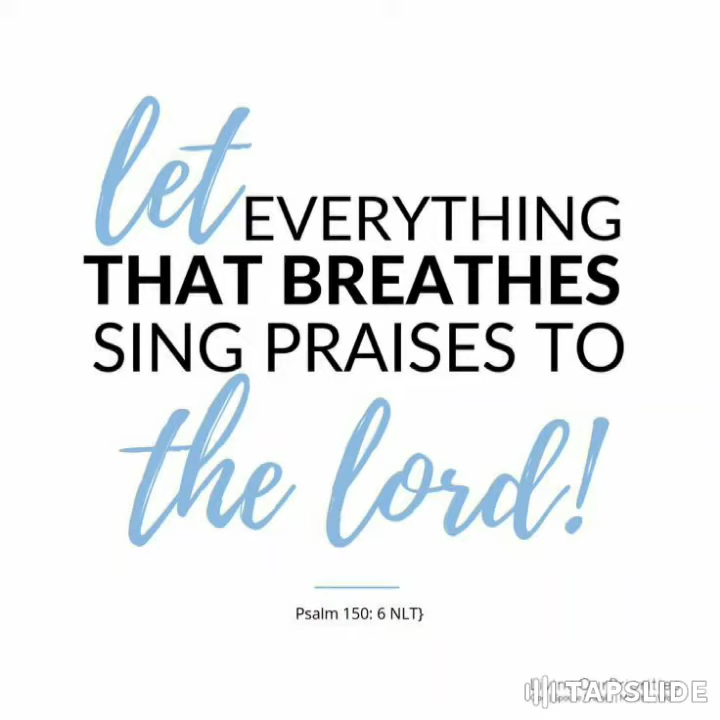 let EVERYTHING
THAT BREATHES
SING PRAISES TO
the lord!
Psalm 150: 6 NLT}
TAPSLIDE